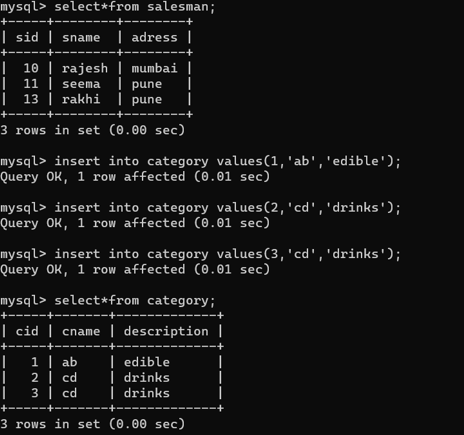 mysql> select*from salesman;
+-----+--------+--------+
| sid | sname  | adress |
+-----+--------+--------+
|  10 | rajesh | mumbai |
|  11 | seema  | pune   |
|  13 | rakhi  | pune   |
+-----+--------+--------+
3 rows in set (0.00 sec)

mysql> insert into category values(1,'ab','edible');
Query OK, 1 row affected (0.01 sec)

mysql> insert into category values(2,'cd','drinks');
Query OK, 1 row affected (0.01 sec)

mysql> insert into category values(3,'cd','drinks');
Query OK, 1 row affected (0.01 sec)

mysql> select*from category;
+-----+-------+-------------+
| cid | cname | description |
+-----+-------+-------------+
|   1 | ab    | edible      |
|   2 | cd    | drinks      |
|   3 | cd    | drinks      |
+-----+-------+-------------+
3 rows in set (0.00 sec)